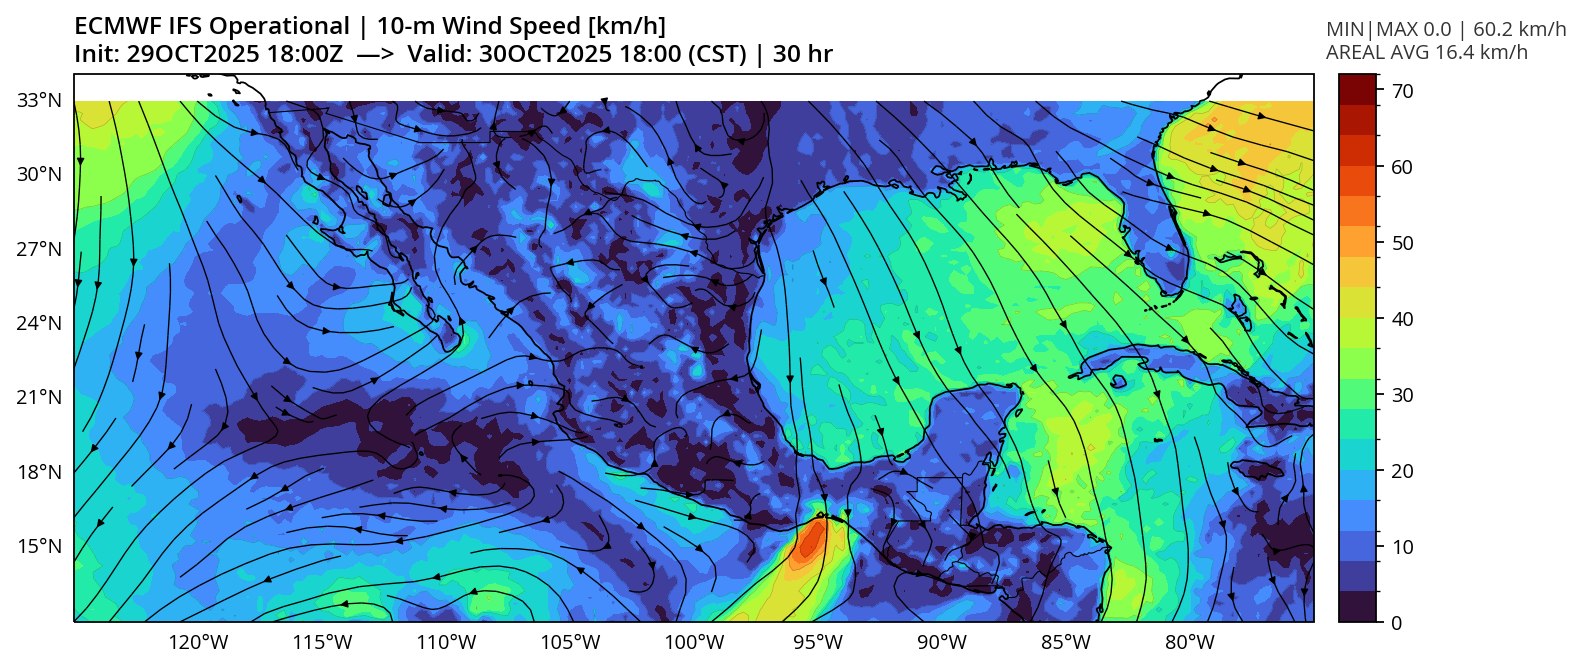 ECMWF IFS Operational | 10-m Wind Speed [km/h]
Init: 29OCT2025 18:00Z —> Valid: 30OCT2025 18:00 (CST) | 30 hr
MIN|MAX 0.0 | 60.2 km/h
AREAL AVG 16.4 km/h
33°N
30°N
27°N
24°N
21°N
18°N
15°N
120°W 115°W 110°W 105°W 100°W 95°W 90°W 85°W 80°W
70
60
50
40
30
20
10
0